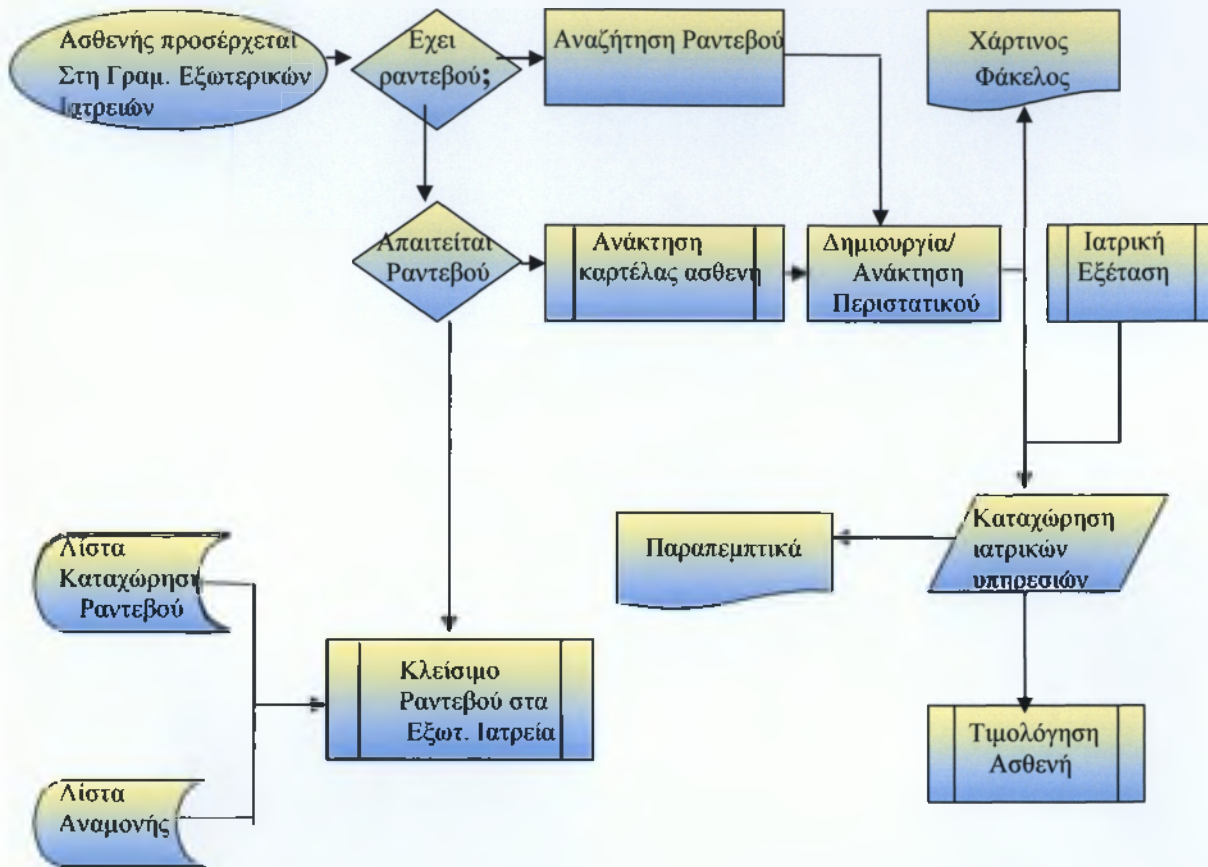 Ασθενής προσέρχεται
Στη Γραμ. Εξωτερικών
Ιατρειών
Εχει
ραντεβού;
Αναζήτηση Ραντεβού
Χάρτινος
Φάκελος
Απαιτείται
Ραντεβού
Ανάκτηση
καρτέλας ασθενη
Δημιουργία/
Ανάκτηση
Περιστατικού
Ιατρική
Εξέταση
Καταχώρηση
ιατρικών
υπηρεσιών
Παραπεμπτικά
Λίστα
Καταχώρηση
Ραντεβού
Κλείσιμο
Ραντεβού στα
Εξωτ. Ιατρεία
Τιμολόγηση
Ασθενή
Λίστα
Αναμονής